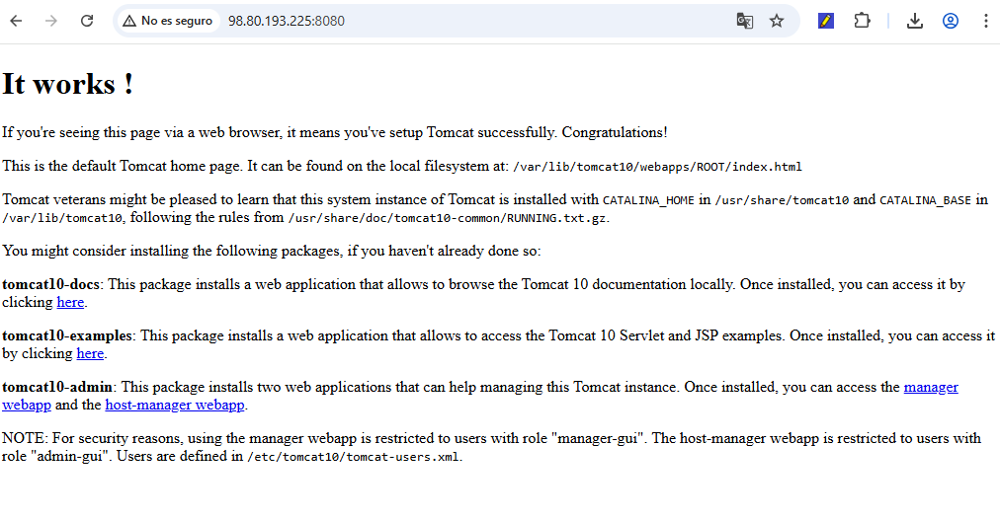 No es seguro 98.80.193.225:8080
It works !
If you're seeing this page via a web browser, it means you've setup Tomcat successfully. Congratulations!
This is the default Tomcat home page. It can be found on the local filesystem at: /var/lib/tomcat10/webapps/ROOT/index.html
Tomcat veterans might be pleased to learn that this system instance of Tomcat is installed with CATALINA_HOME in /usr/share/tomcat10 and CATALINA_BASE in
/var/lib/tomcat10, following the rules from /usr/share/doc/tomcat10-common/RUNNING.txt.gz.
You might consider installing the following packages, if you haven't already done so:
tomcat10-docs: This package installs a web application that allows to browse the Tomcat 10 documentation locally. Once installed, you can access it by
clicking here.
tomcat10-examples: This package installs a web application that allows to access the Tomcat 10 Servlet and JSP examples. Once installed, you can access it
by clicking here.
tomcat10-admin: This package installs two web applications that can help managing this Tomcat instance. Once installed, you can access the manager
webapp and the host-manager webapp.
NOTE: For security reasons, using the manager webapp is restricted to users with role "manager-gui". The host-manager webapp is restricted to users with
role "admin-gui". Users are defined in /etc/tomcat10/tomcat-users.xml.